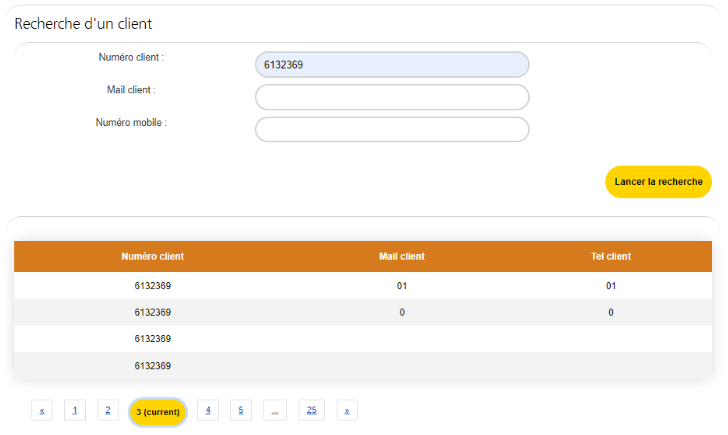 Recherche d'un client
Numéro client :
6132369
Mail client :
Numéro mobile :
Lancer la recherche
Numéro client Mail client Tel client
6132369 01 01
6132369 0 0
6132369
6132369
« 1 2 3 (current) 4 5 ... 25 »